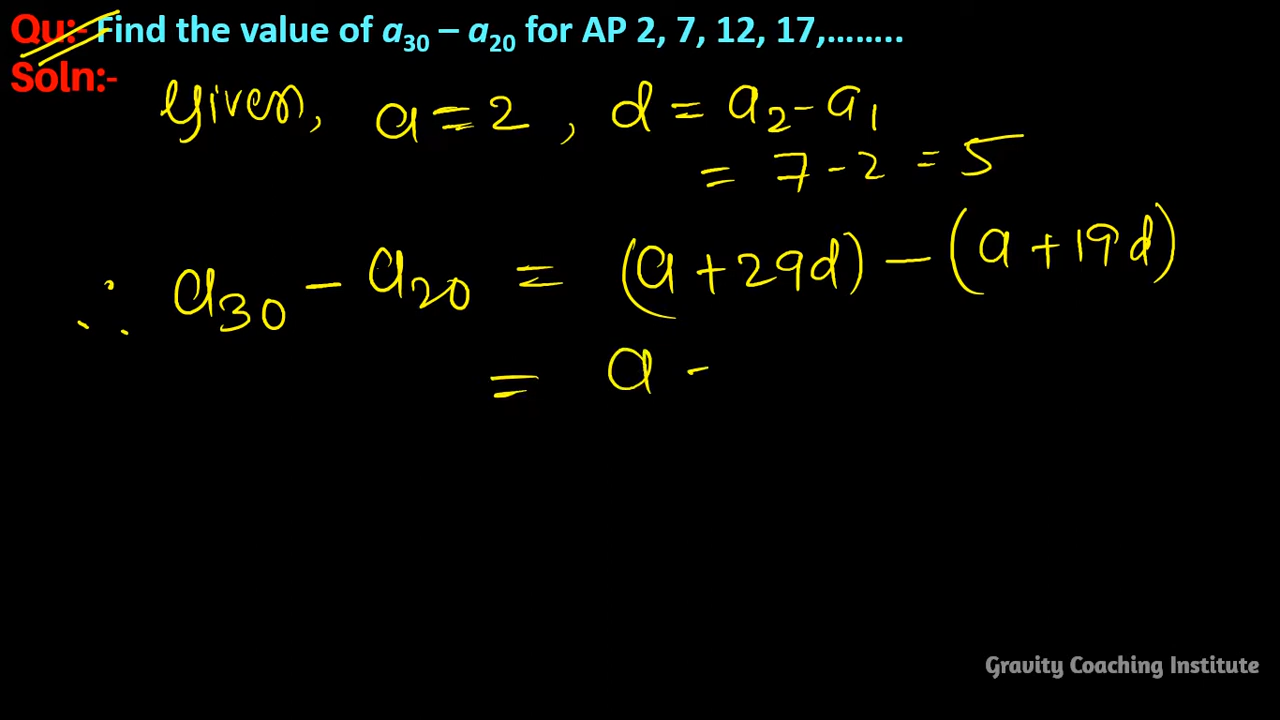 Qu:- Find the value of a₃₀ – a₂₀ for AP 2, 7, 12, 17,........
Soln:-
Given, a = 2 , d = a₂ - a₁
= 7 - 2 = 5
∴ a₃₀ - a₂₀ = (a + 29d) - (a + 19d)
= a -
Gravity Coaching Institute